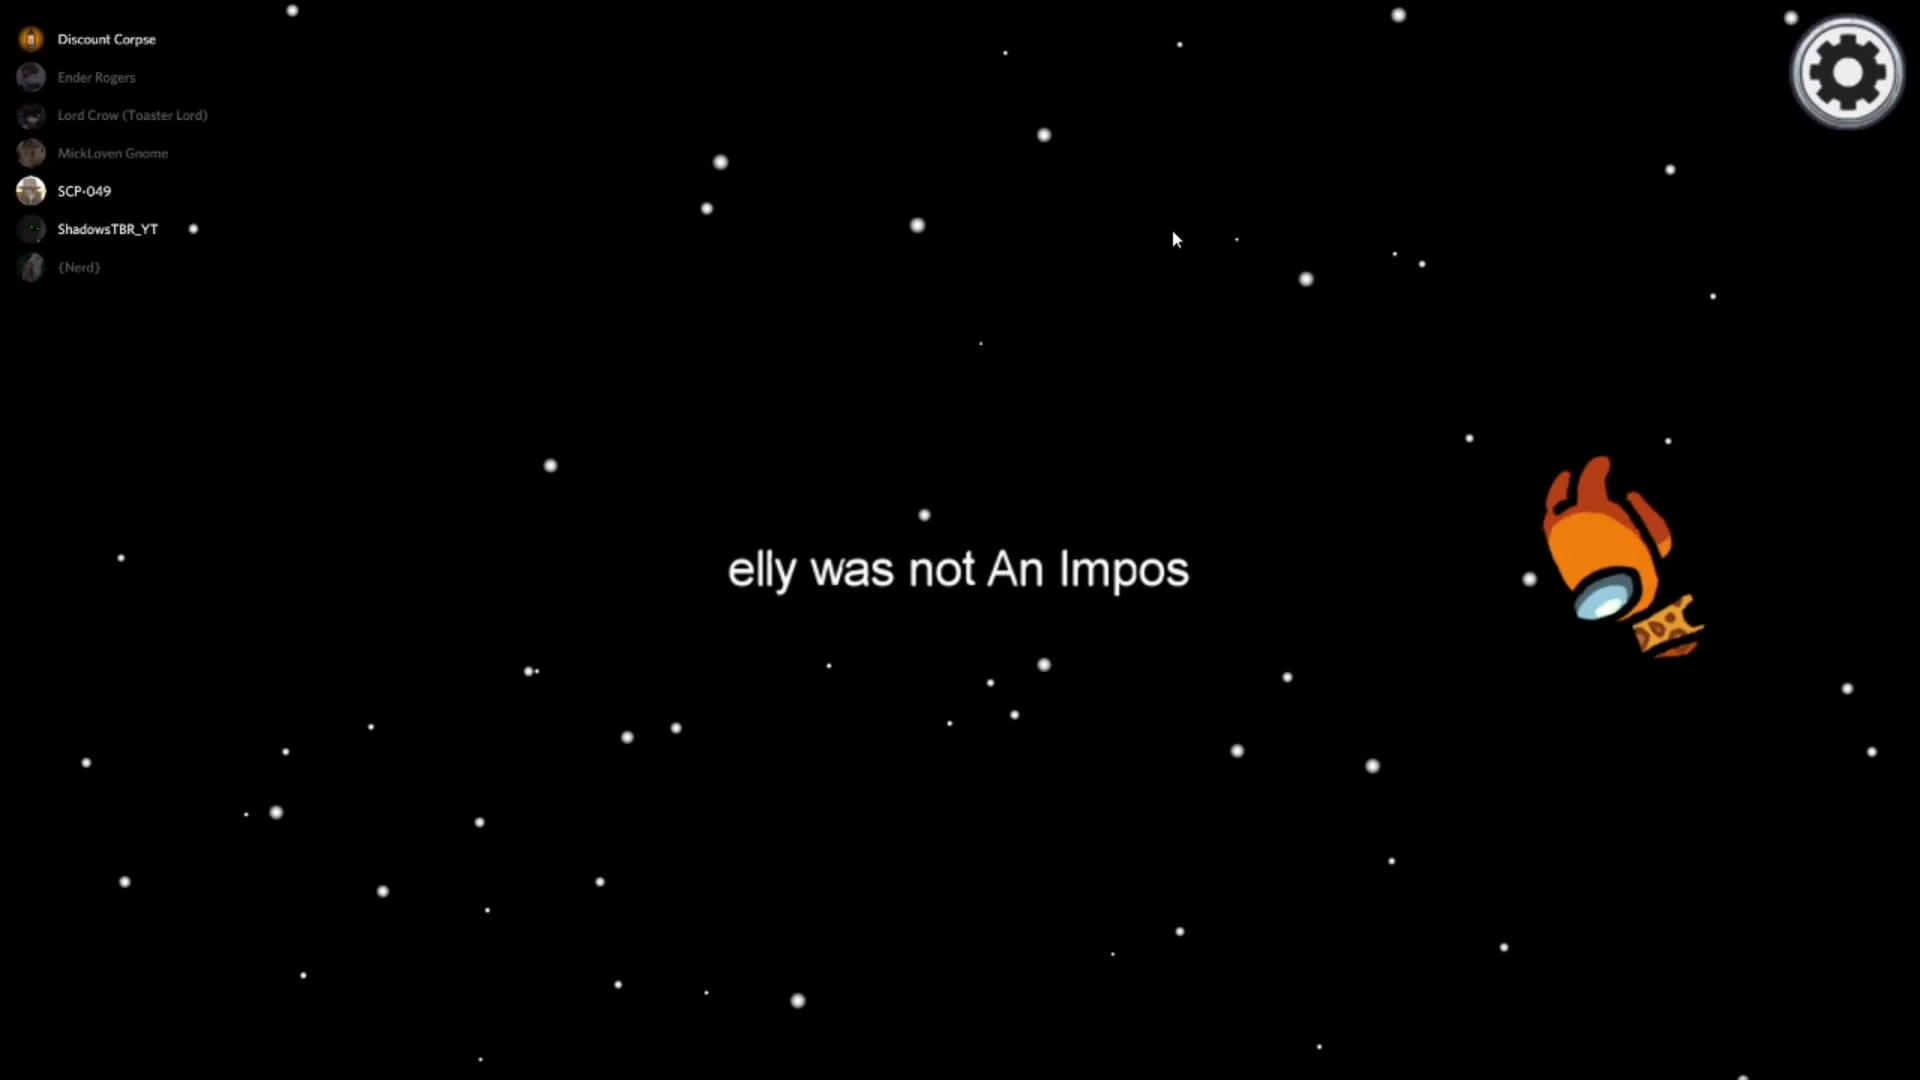 Discount Corpse
Ender Rogers
Lord Crow (Toaster Lord)
MickLoven Gnome
SCP-049
ShadowsTBR_YT
{Nerd}
elly was not An Impos